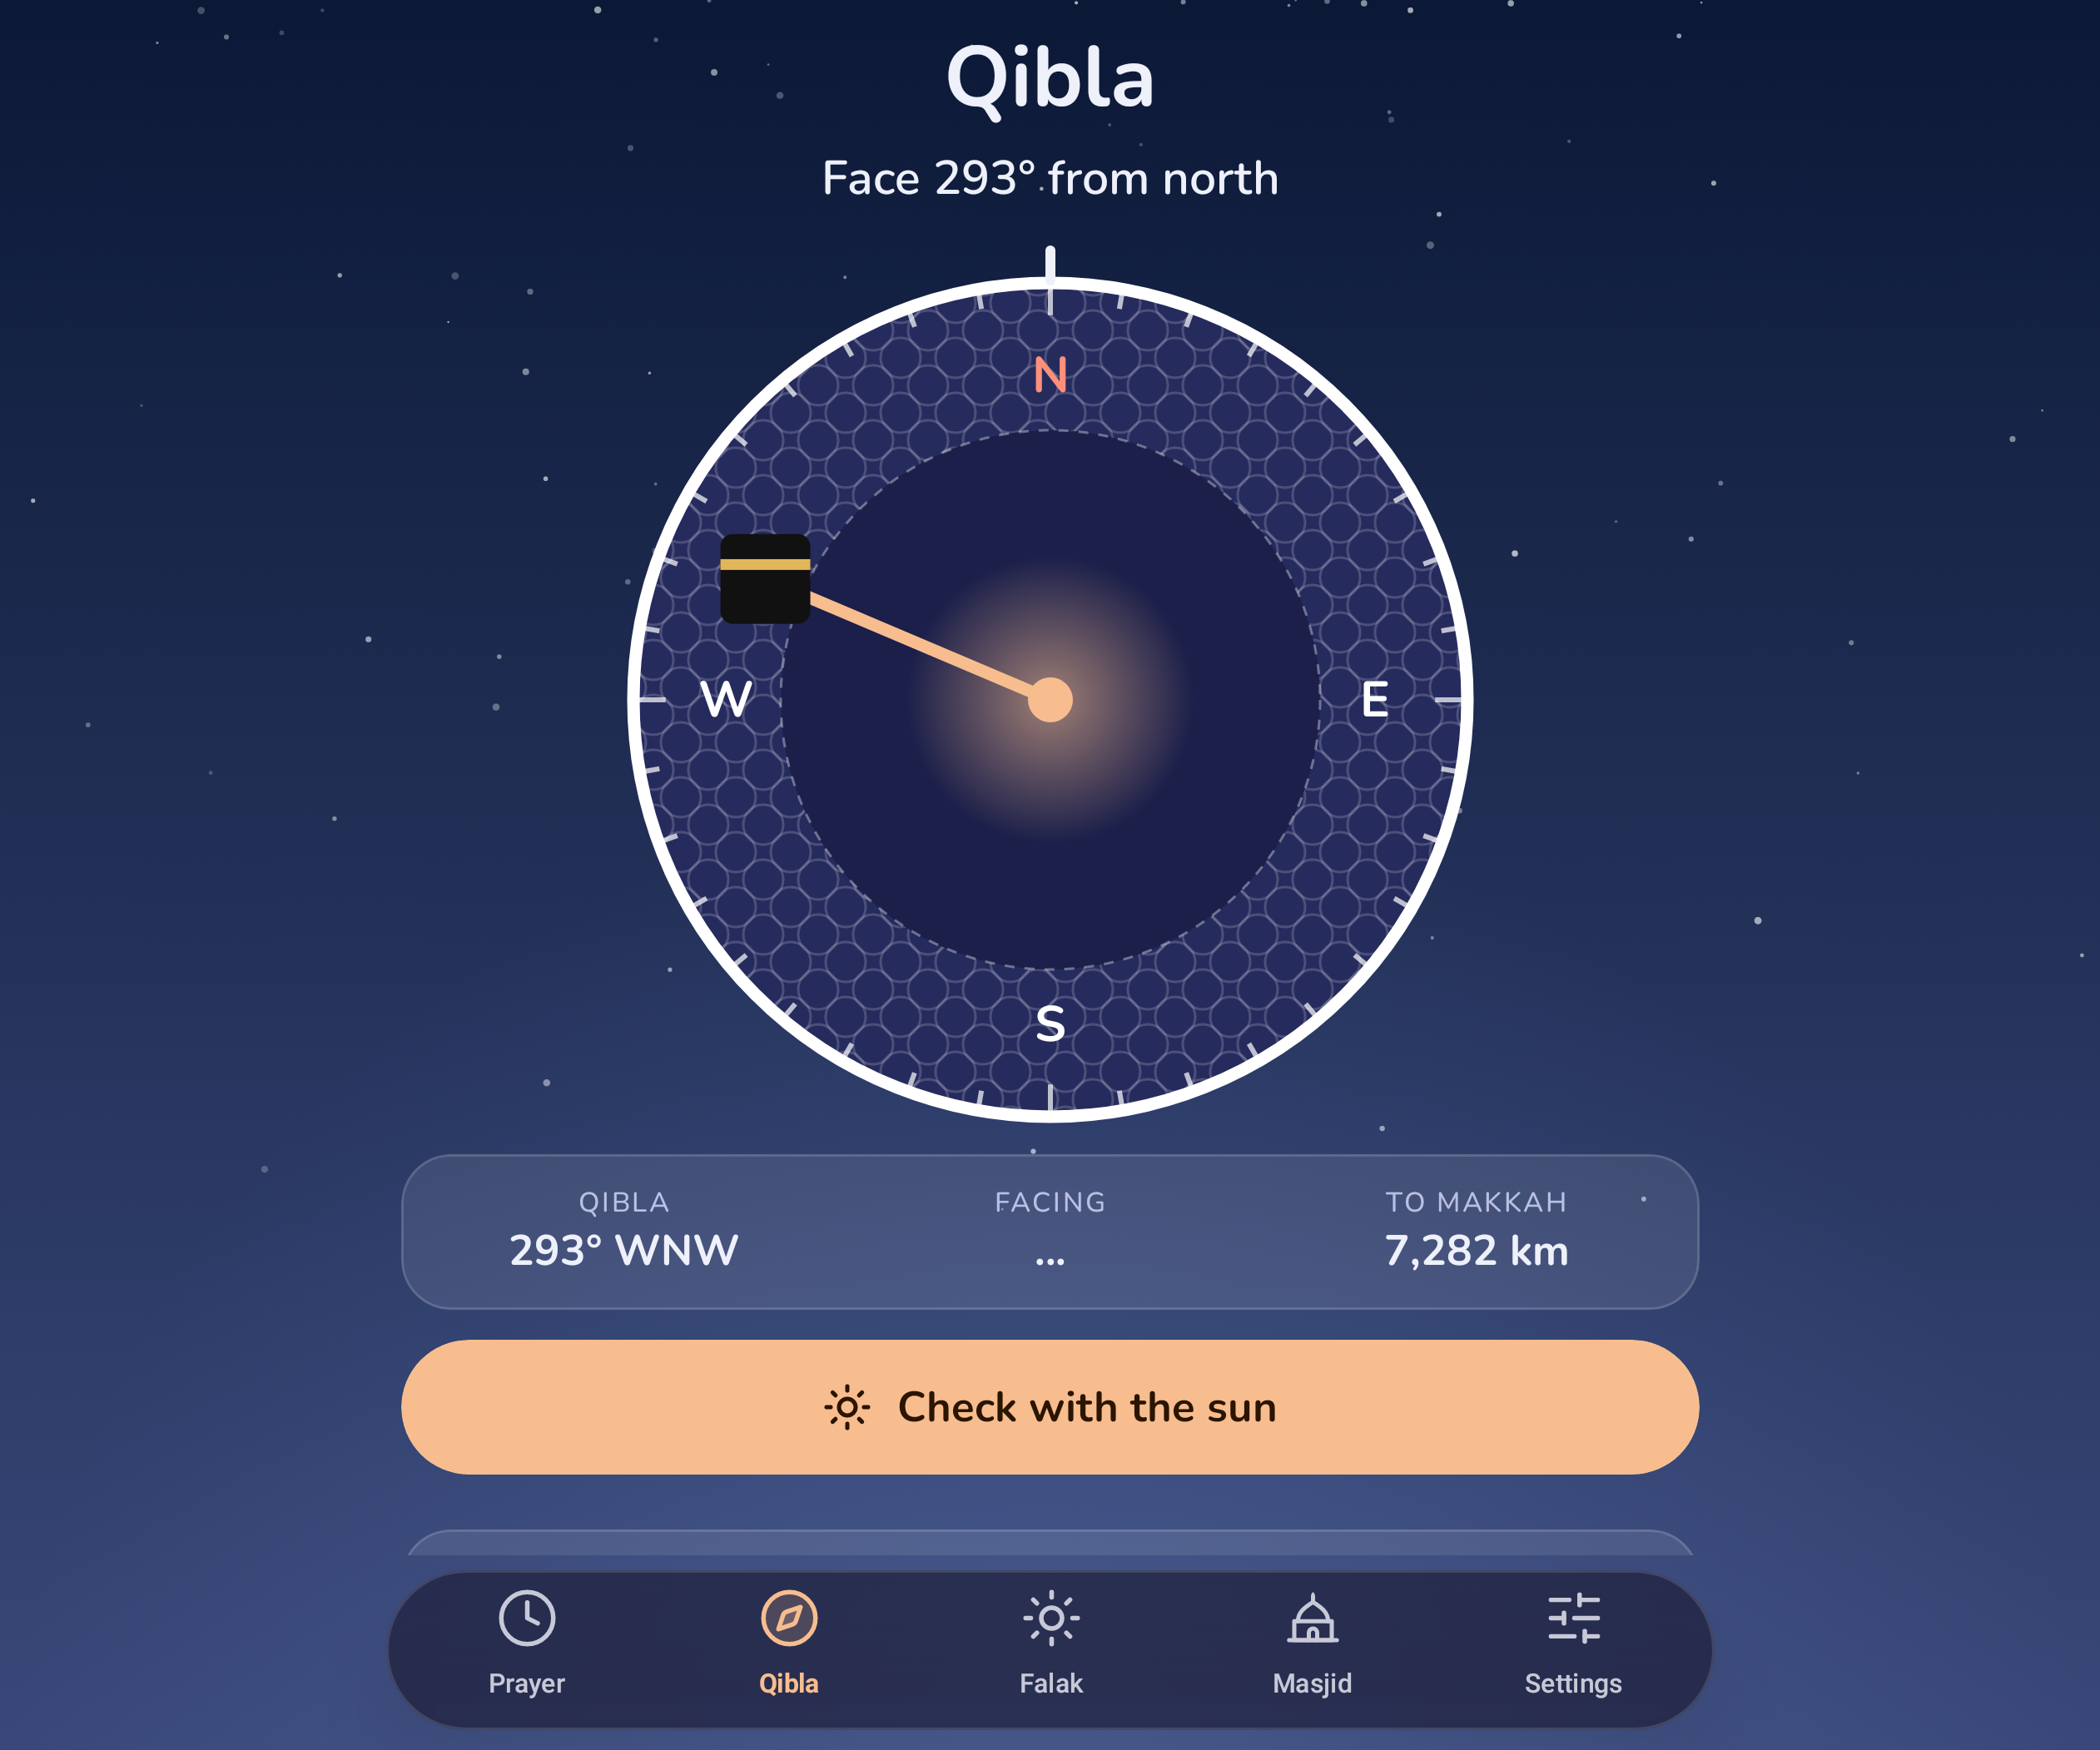 Qibla
Face 293° from north
N
W
E
S
QIBLA
FACING
TO MAKKAH
293° WNW
...
7,282 km
Check with the sun
Prayer
Qibla
Falak
Masjid
Settings